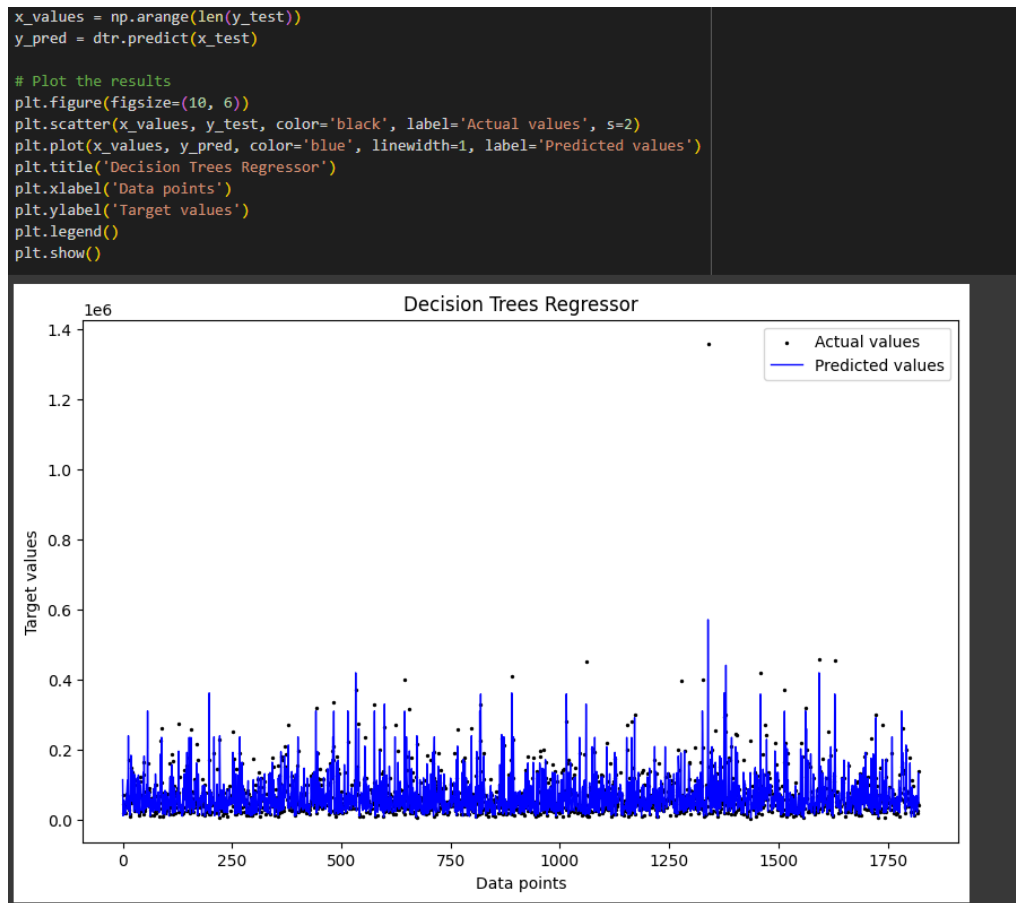 x_values = np.arange(len(y_test))
y_pred = dtr.predict(x_test)
# Plot the results
plt.figure(figsize=(10, 6))
plt.scatter(x_values, y_test, color='black', label='Actual values', s=2)
plt.plot(x_values, y_pred, color='blue', linewidth=1, label='Predicted values')
plt.title('Decision Trees Regressor')
plt.xlabel('Data points')
plt.ylabel('Target values')
plt.legend()
plt.show()
Decision Trees Regressor
1e6
1.4
1.2
1.0
0.8
0.6
0.4
0.2
0.0
Target values
Actual values
Predicted values
0
250
500
750
1000
1250
1500
1750
Data points